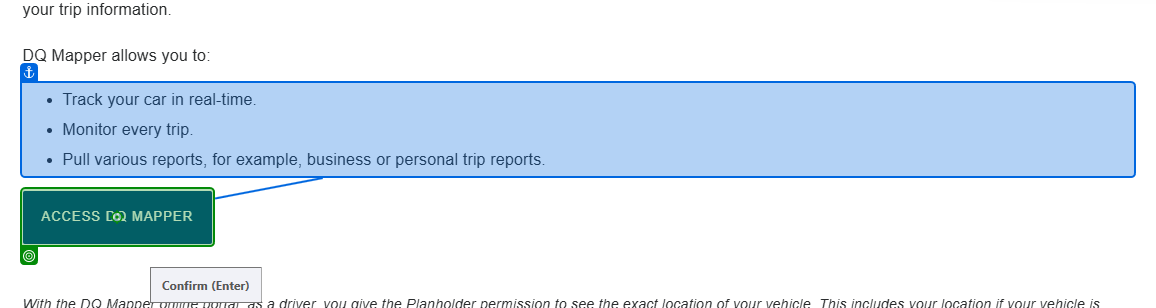 your trip information.
DQ Mapper allows you to:
• Track your car in real-time.
• Monitor every trip.
• Pull various reports, for example, business or personal trip reports.
ACCESS DQ MAPPER
Confirm (Enter)
With the DQ Mapper online portal, as a driver, you give the Planholder permission to see the exact location of your vehicle. This includes your location if your vehicle is